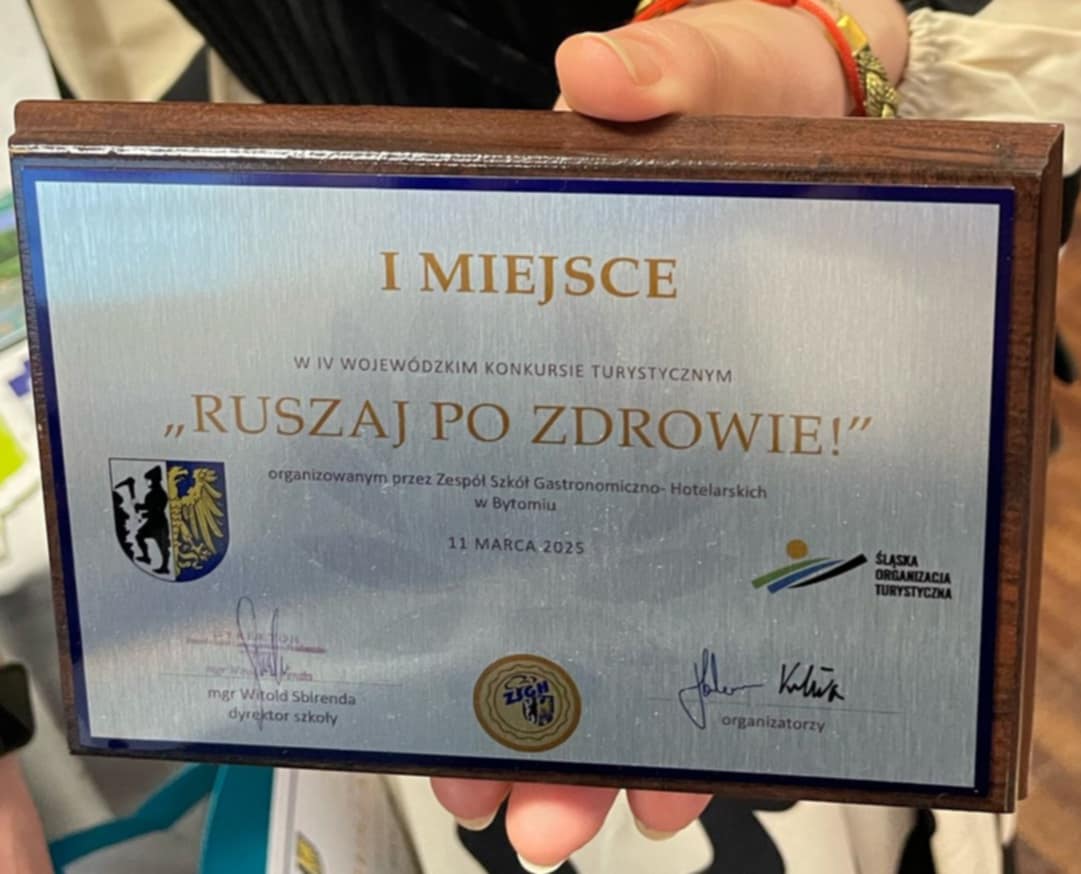 I MIEJSCE
W IV WOJEWÓDZKIM KONKURSIE TURYSTYCZNYM
„RUSZAJ PO ZDROWIE!”
organizowanym przez Zespół Szkół Gastronomiczno- Hotelarskich
w Bytomiu
11 MARCA 2025
ŚLĄSKA
ORGANIZACJA
TURYSTYCZNA
DYREKTOR
mgr Witold Sbirenda
dyrektor szkoły
ZSGH
organizatorzy